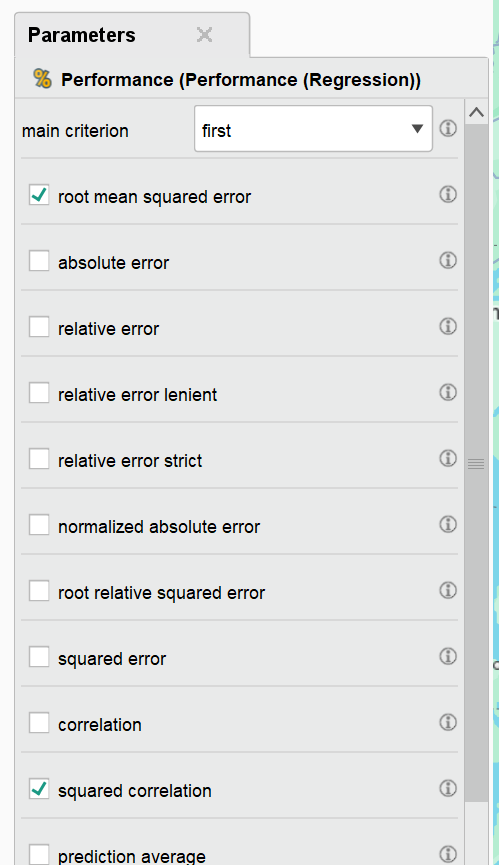 Parameters
Performance (Performance (Regression))
main criterion first
root mean squared error
absolute error
relative error
relative error lenient
relative error strict
normalized absolute error
root relative squared error
squared error
correlation
squared correlation
prediction average